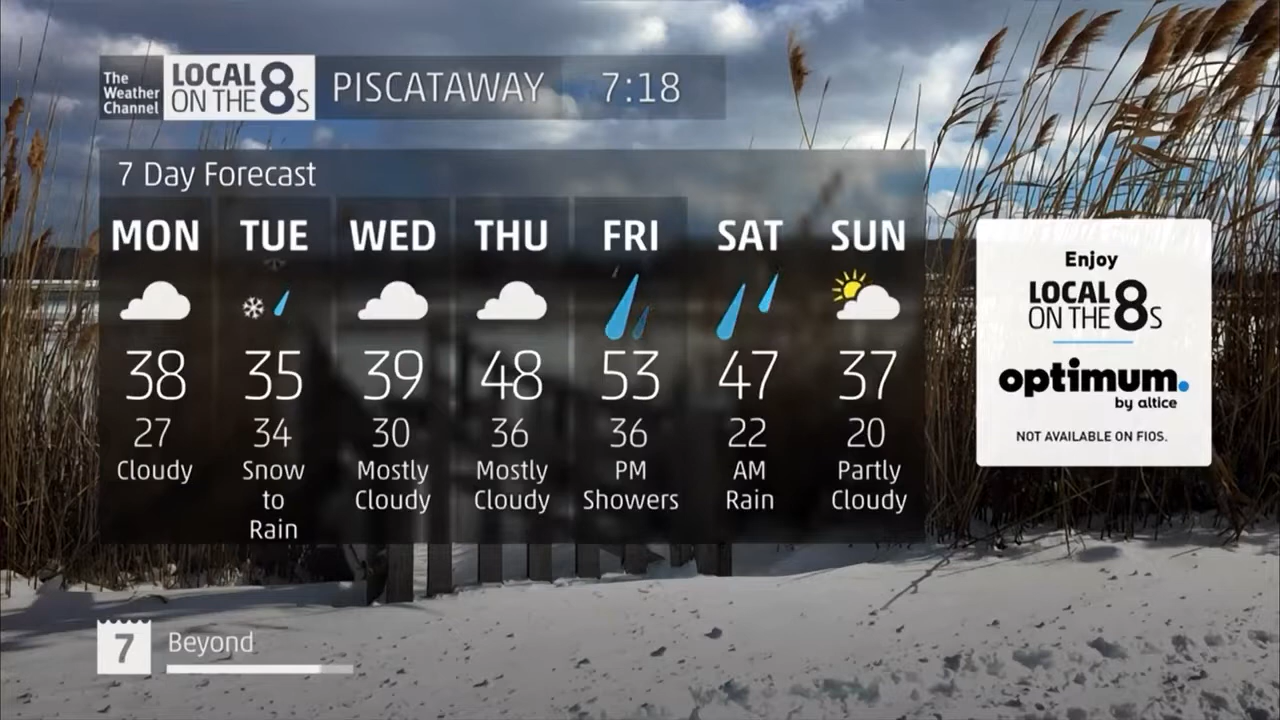 The
Weather
Channel
LOCAL
ON THE 8s
PISCATAWAY 7:18
7 Day Forecast
MON TUE WED THU FRI SAT SUN
38 35 39 48 53 47 37
27 34 30 36 36 22 20
Cloudy Snow Mostly Mostly PM AM Partly
to Cloudy Cloudy Showers Rain Cloudy
Rain
Enjoy
LOCAL
ON THE 8s
optimum.
by altice
NOT AVAILABLE ON FIOS.
7 Beyond